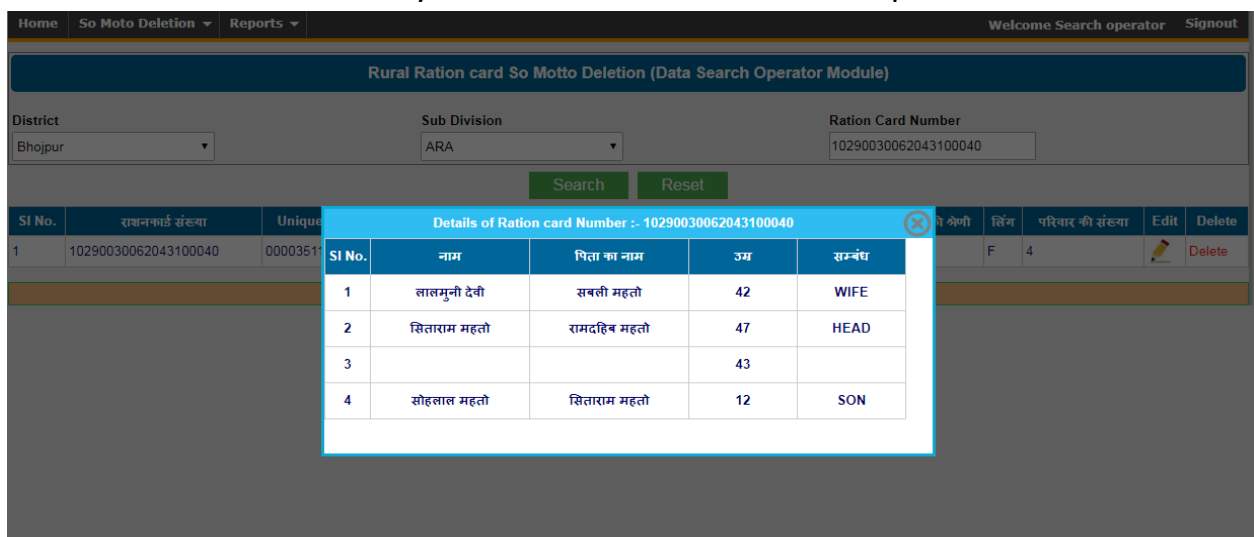 Home So Moto Deletion Reports Welcome Search operator Signout
Rural Ration card So Motto Deletion (Data Search Operator Module)
District Sub Division Ration Card Number
Bhojpur ARA 10290030062043100040
Search Reset
SI No. राशनकार्ड संख्या Unique की श्रेणी लिंग परिवार की संख्या Edit Delete
1 10290030062043100040 00003511 F 4 Delete
Details of Ration card Number :- 10290030062043100040
SI No. नाम पिता का नाम उम्र सम्बंध
1 लालमुनी देवी सबली महतो 42 WIFE
2 सिताराम महतो रामदहिब महतो 47 HEAD
3 43
4 सोहलाल महतो सिताराम महतो 12 SON